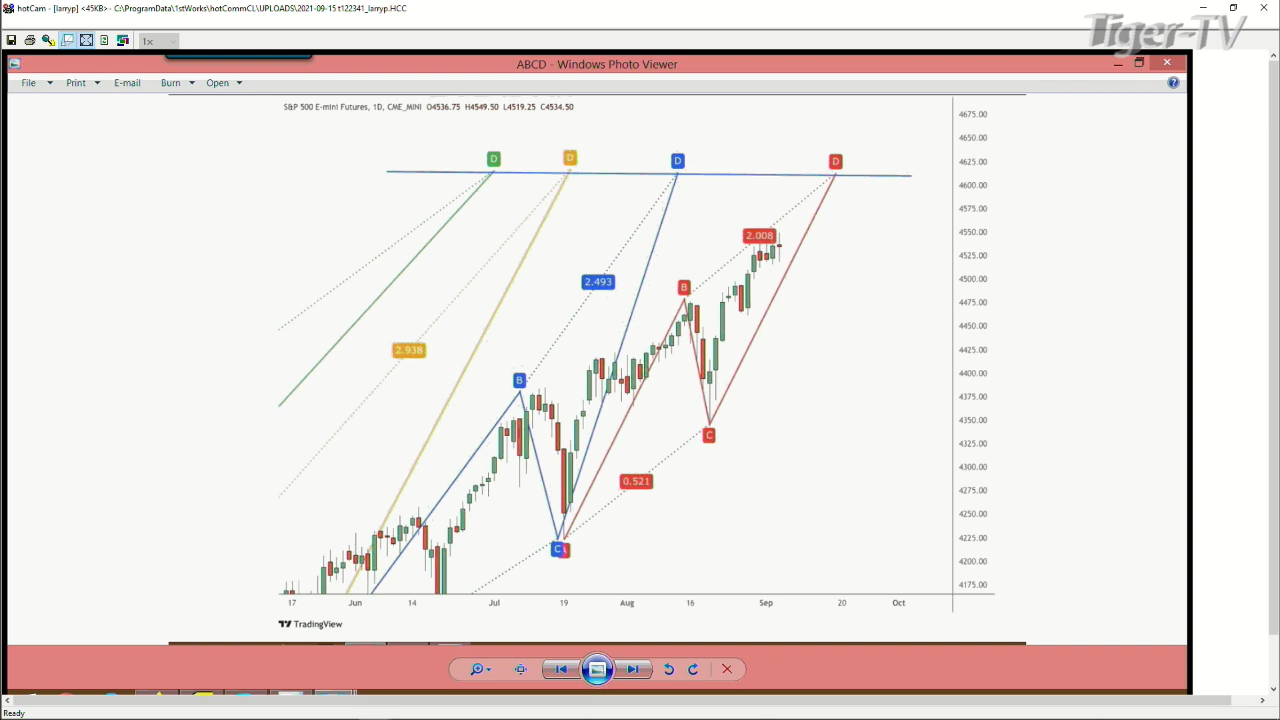 hotCam - [larryp] <45KB> - C:\ProgramData\1stWorks\hotCommCL\UPLOADS\2021-09-15 t122341_larryp.HCC
Tiger-TV
1x
ABCD - Windows Photo Viewer
File Print E-mail Burn Open
S&P 500 E-mini Futures, 1D, CME_MINI O4536.75 H4549.50 L4519.25 C4534.50
4675.00
4650.00
D D D D
4625.00
4600.00
4575.00
2.008
4550.00
4525.00
2.493
4500.00
B
4475.00
4450.00
2.938
4425.00
4400.00
B
4375.00
4350.00
C
4325.00
4300.00
0.521
4275.00
4250.00
4225.00
C
4200.00
4175.00
17 Jun 14 Jul 19 Aug 16 Sep 20 Oct
TradingView
Ready